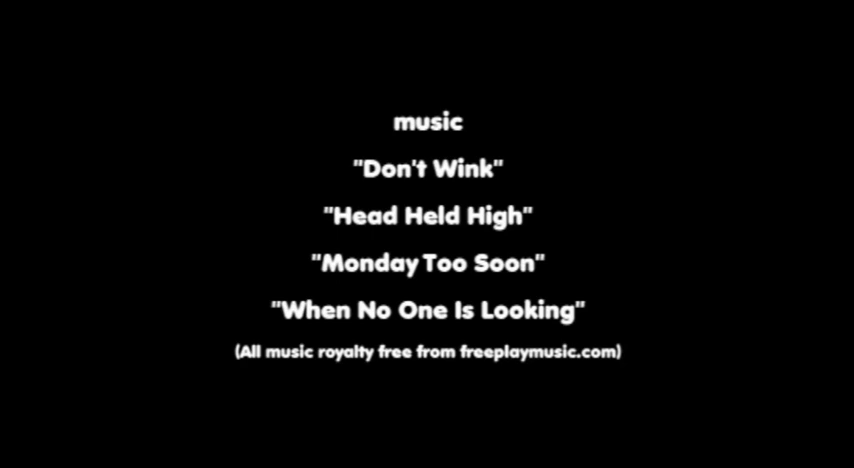 music
"Don't Wink"
"Head Held High"
"Monday Too Soon"
"When No One Is Looking"
(All music royalty free from freeplaymusic.com)